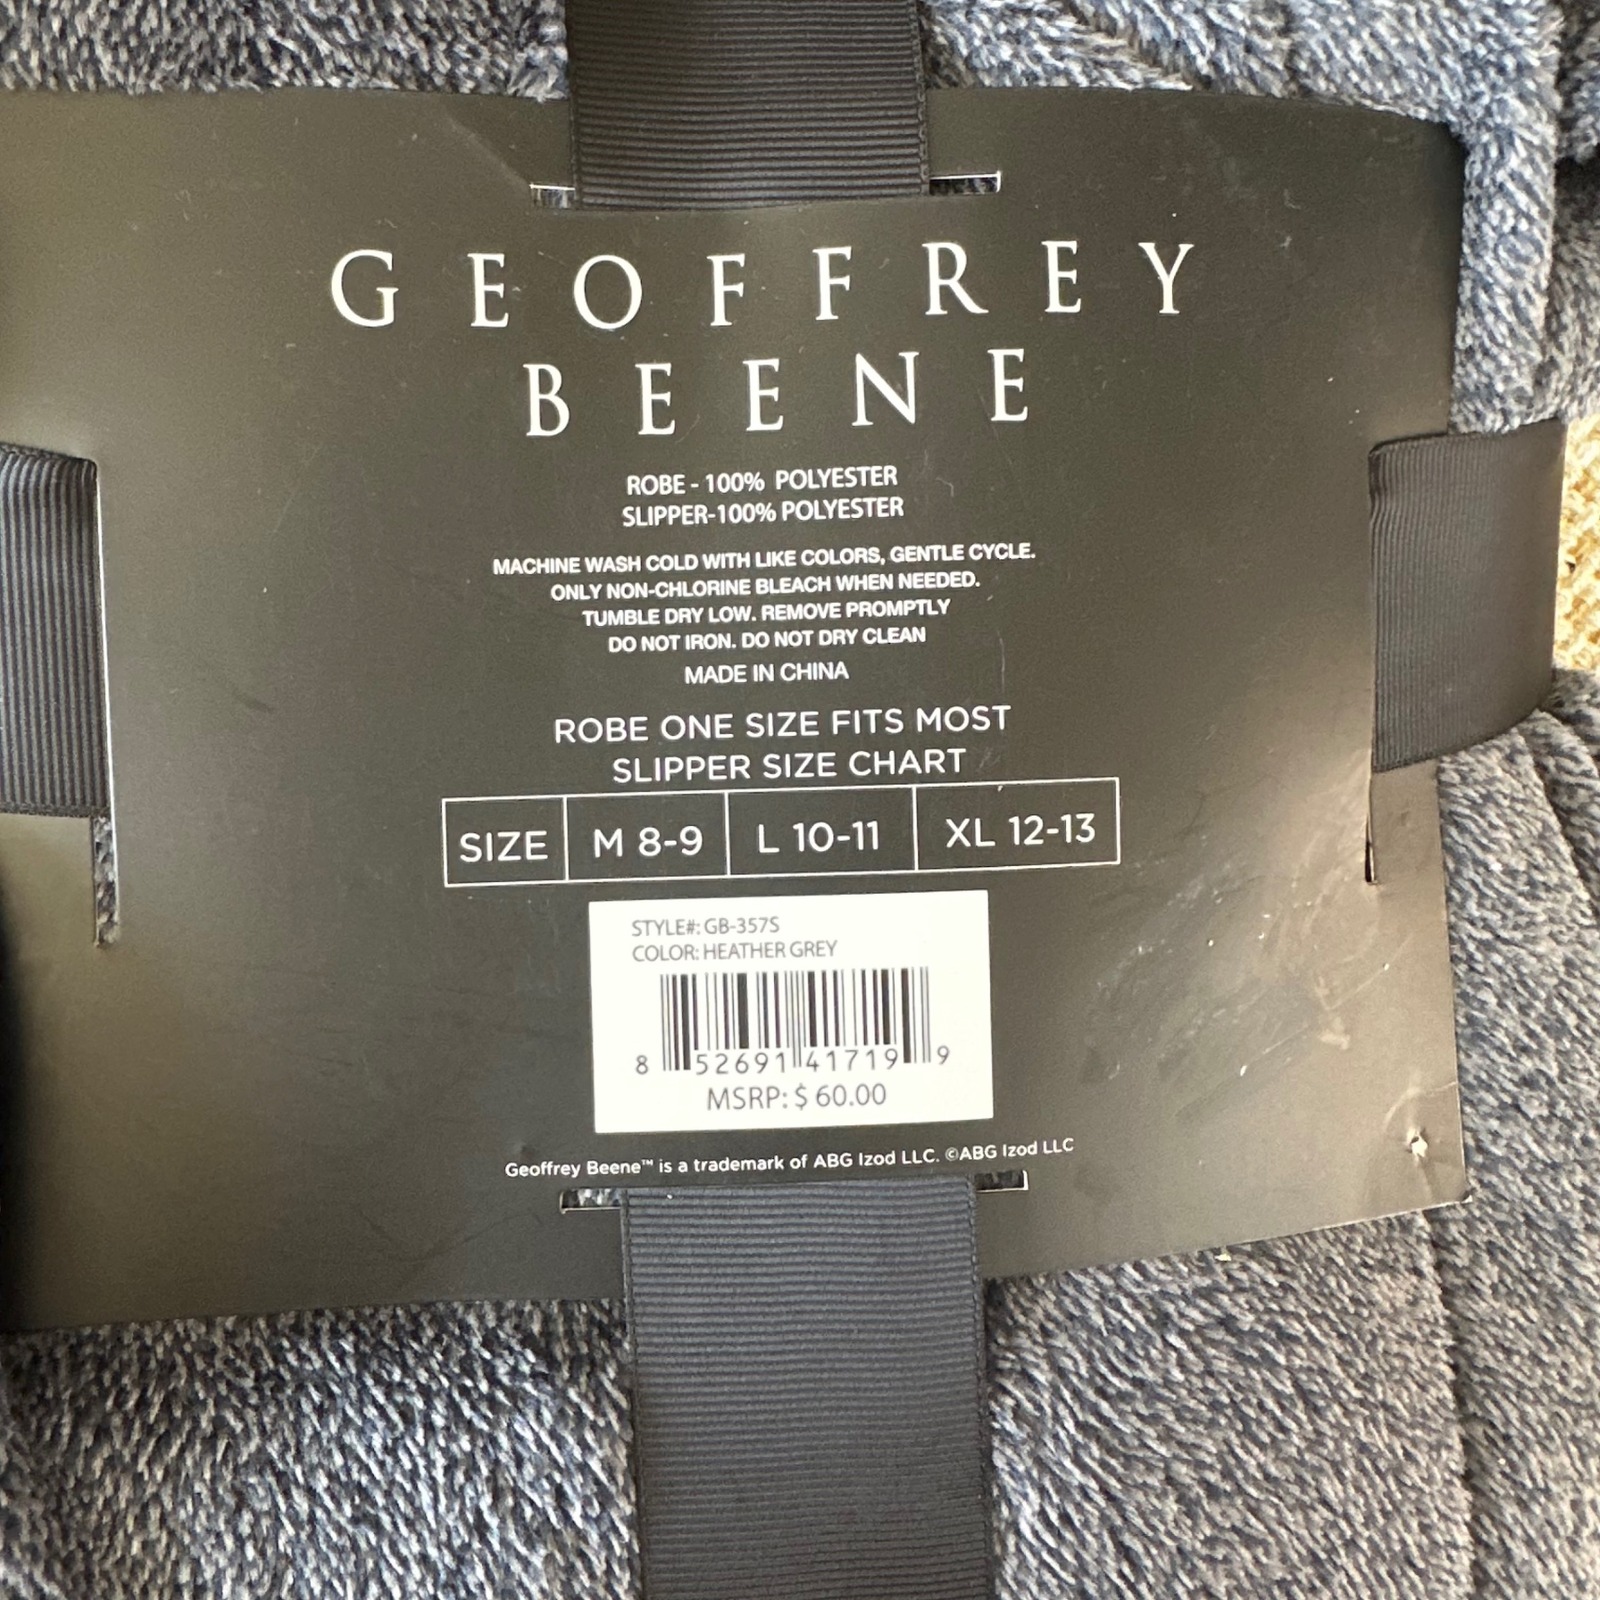 GEOFFREY
BEENE
ROBE - 100% POLYESTER
SLIPPER-100% POLYESTER
MACHINE WASH COLD WITH LIKE COLORS, GENTLE CYCLE.
ONLY NON-CHLORINE BLEACH WHEN NEEDED.
TUMBLE DRY LOW. REMOVE PROMPTLY
DO NOT IRON. DO NOT DRY CLEAN
MADE IN CHINA
ROBE ONE SIZE FITS MOST
SLIPPER SIZE CHART
SIZE M 8-9 L 10-11 XL 12-13
STYLE#: GB-357S
COLOR: HEATHER GREY
8 52691 41719 9
MSRP: $ 60.00
Geoffrey Beene™ is a trademark of ABG Izod LLC. ©ABG Izod LLC